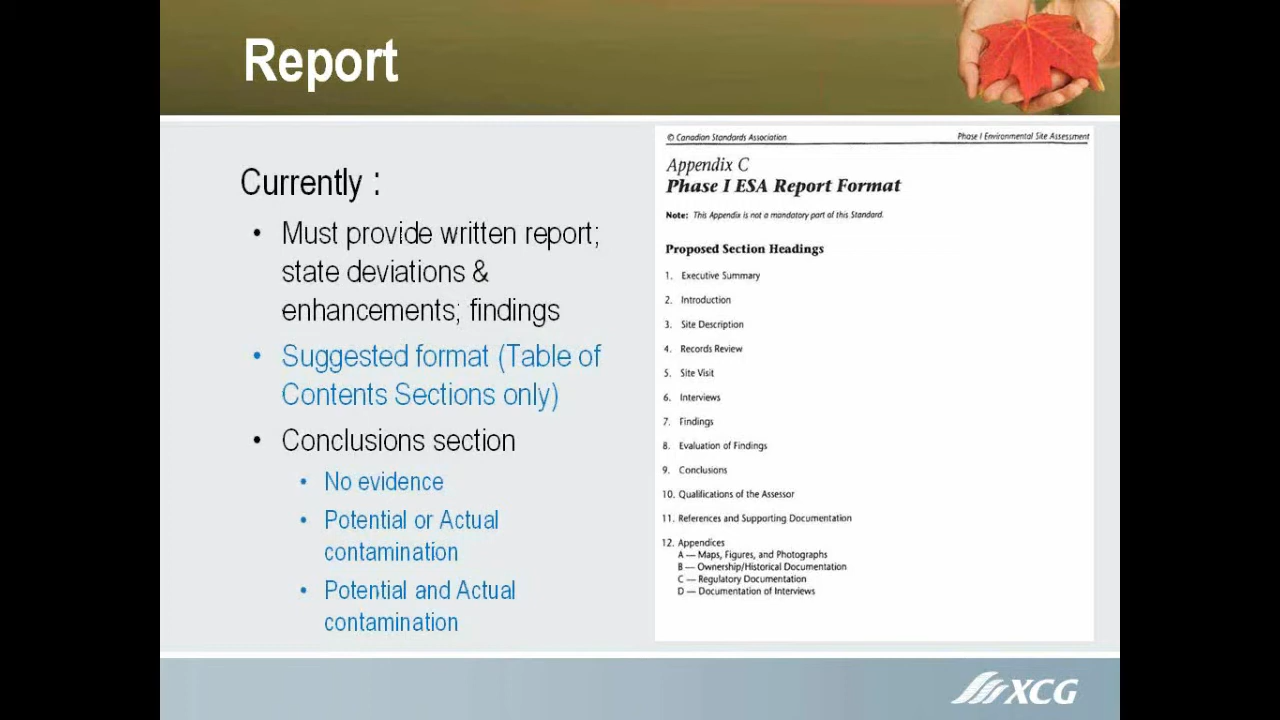 Report
Currently :
• Must provide written report;
state deviations &
enhancements; findings
• Suggested format (Table of
Contents Sections only)
• Conclusions section
• No evidence
• Potential or Actual
contamination
• Potential and Actual
contamination
© Canadian Standards Association Phase I Environmental Site Assessment
Appendix C
Phase I ESA Report Format
Note: This Appendix is not a mandatory part of this Standard.
Proposed Section Headings
1. Executive Summary
2. Introduction
3. Site Description
4. Records Review
5. Site Visit
6. Interviews
7. Findings
8. Evaluation of Findings
9. Conclusions
10. Qualifications of the Assessor
11. References and Supporting Documentation
12. Appendices
A — Maps, Figures, and Photographs
B — Ownership/Historical Documentation
C — Regulatory Documentation
D — Documentation of Interviews
XCG